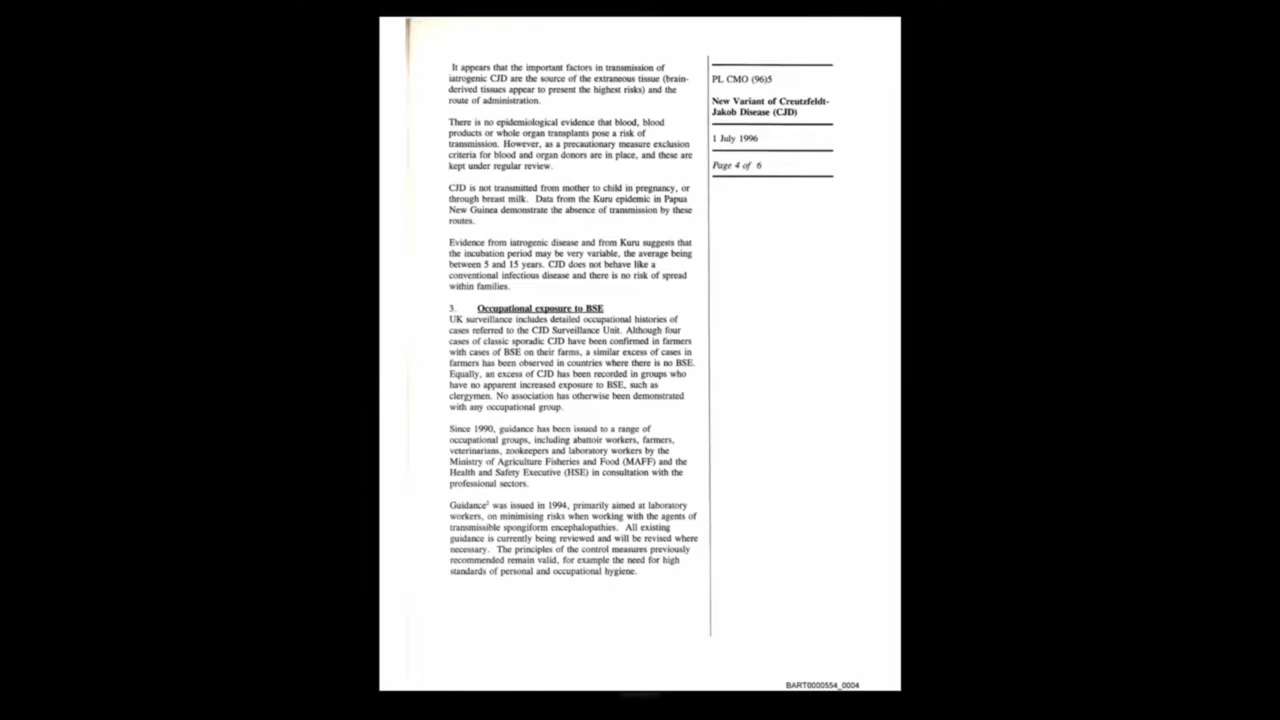 It appears that the important factors in transmission of
iatrogenic CJD are the source of the extraneous tissue (brain-
derived tissues appear to present the highest risks) and the
route of administration.
There is no epidemiological evidence that blood, blood
products or whole organ transplants pose a risk of
transmission. However, as a precautionary measure exclusion
criteria for blood and organ donors are in place, and these are
kept under regular review.
CJD is not transmitted from mother to child in pregnancy, or
through breast milk. Data from the Kuru epidemic in Papua
New Guinea demonstrate the absence of transmission by these
routes.
Evidence from iatrogenic disease and from Kuru suggests that
the incubation period may be very variable, the average being
between 5 and 15 years. CJD does not behave like a
conventional infectious disease and there is no risk of spread
within families.
3. Occupational exposure to BSE
UK surveillance includes detailed occupational histories of
cases referred to the CJD Surveillance Unit. Although four
cases of classic sporadic CJD have been confirmed in farmers
with cases of BSE on their farms, a similar excess of cases in
farmers has been observed in countries where there is no BSE.
Equally, an excess of CJD has been recorded in groups who
have no apparent increased exposure to BSE, such as
clergymen. No association has otherwise been demonstrated
with any occupational group.
Since 1990, guidance has been issued to a range of
occupational groups, including abattoir workers, farmers,
veterinarians, zookeepers and laboratory workers by the
Ministry of Agriculture Fisheries and Food (MAFF) and the
Health and Safety Executive (HSE) in consultation with the
professional sectors.
Guidance² was issued in 1994, primarily aimed at laboratory
workers, on minimising risks when working with the agents of
transmissible spongiform encephalopathies. All existing
guidance is currently being reviewed and will be revised where
necessary. The principles of the control measures previously
recommended remain valid, for example the need for high
standards of personal and occupational hygiene.
PL CMO (96)5
New Variant of Creutzfeldt-
Jakob Disease (CJD)
1 July 1996
Page 4 of 6
BART0000554_0004